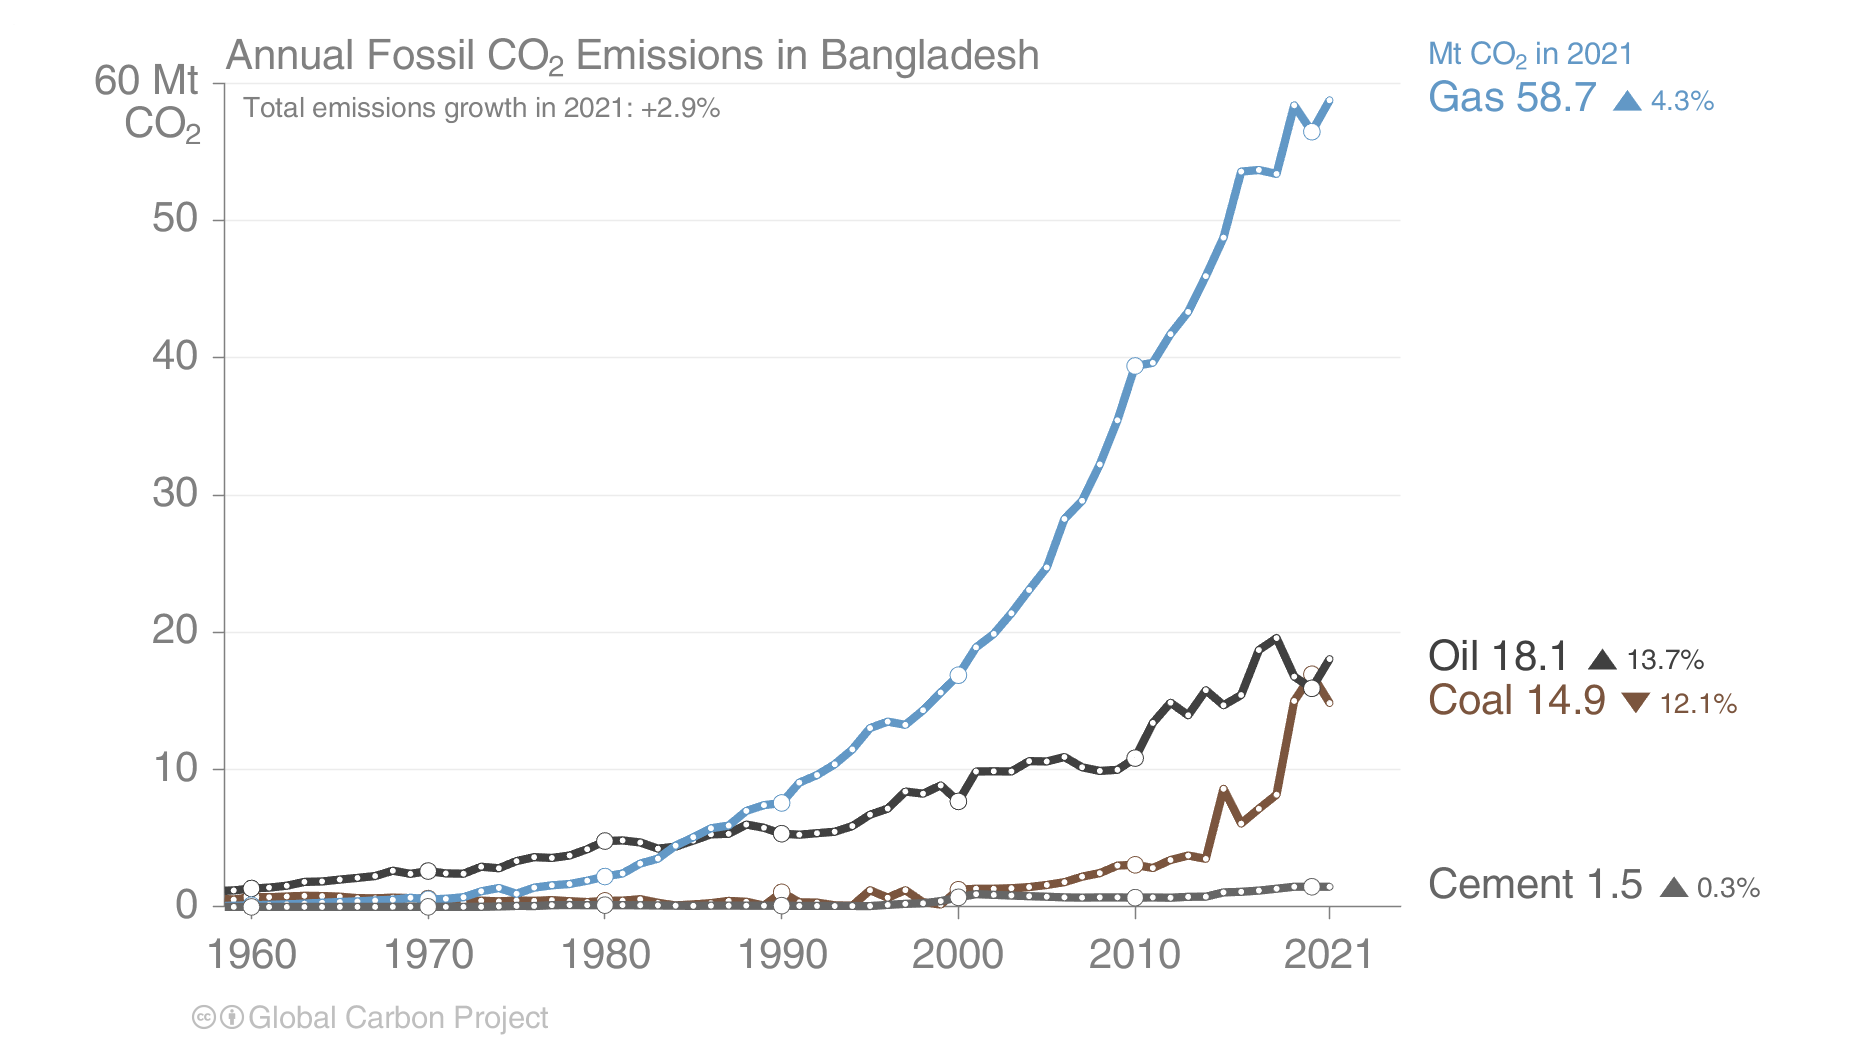 Annual Fossil CO₂ Emissions in Bangladesh
Total emissions growth in 2021: +2.9%
60 Mt
CO₂
50
40
30
20
10
0
1960 1970 1980 1990 2000 2010 2021
Mt CO₂ in 2021
Gas 58.7 ▲ 4.3%
Oil 18.1 ▲ 13.7%
Coal 14.9 ▼ 12.1%
Cement 1.5 ▲ 0.3%
cc Global Carbon Project